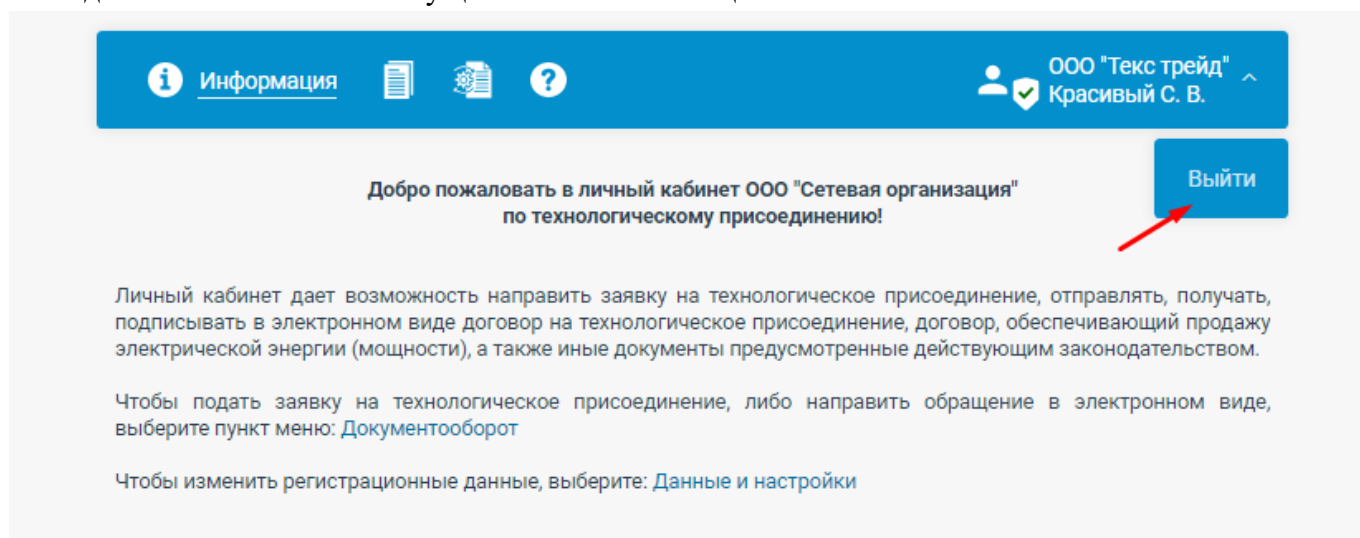 Информация
ООО "Текс трейд"
Красивый С. В.
Выйти
Добро пожаловать в личный кабинет ООО "Сетевая организация"
по технологическому присоединению!
Личный кабинет дает возможность направить заявку на технологическое присоединение, отправлять, получать,
подписывать в электронном виде договор на технологическое присоединение, договор, обеспечивающий продажу
электрической энергии (мощности), а также иные документы предусмотренные действующим законодательством.
Чтобы подать заявку на технологическое присоединение, либо направить обращение в электронном виде,
выберите пункт меню: Документооборот
Чтобы изменить регистрационные данные, выберите: Данные и настройки